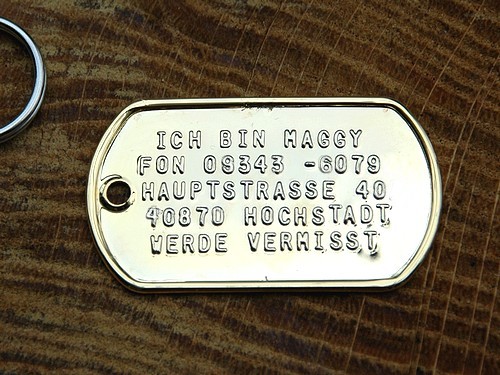 ICH BIN MAGGY
FON 09343 -6079
HAUPTSTRASSE 40
40870 HOCHSTADT
WERDE VERMISST